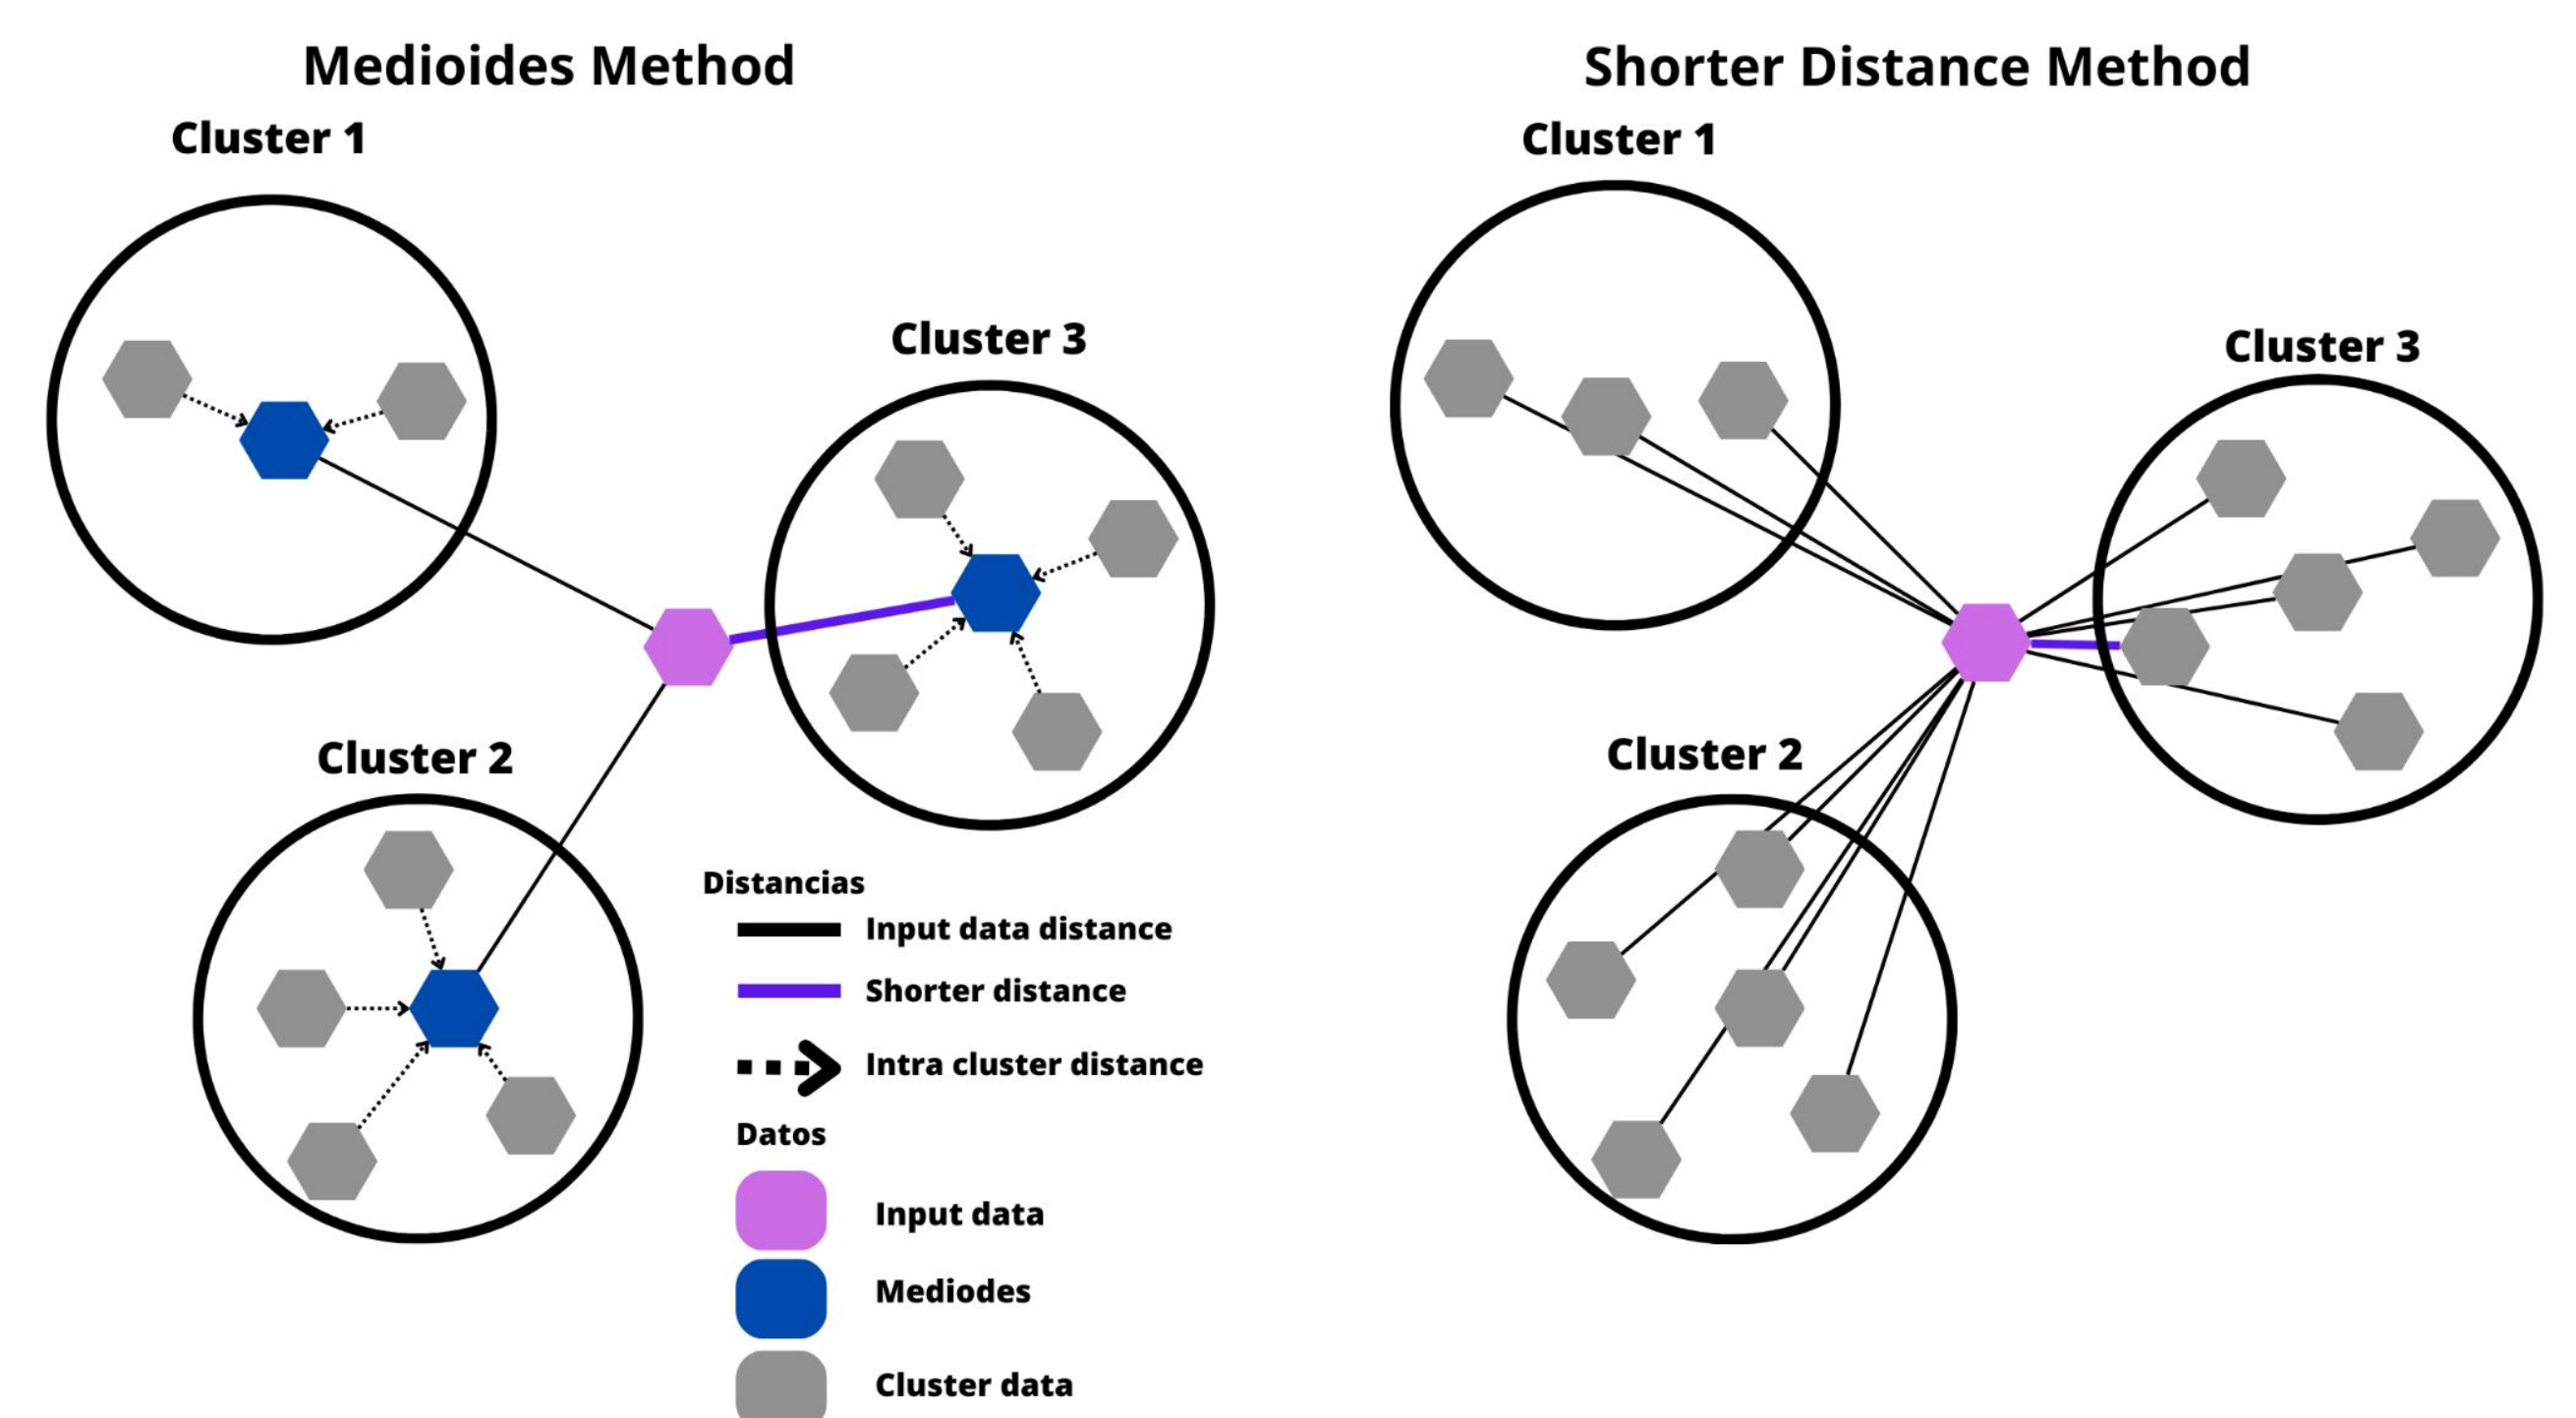 Medioides Method
Cluster 1
Cluster 3
Cluster 2
Distancias
Input data distance
Shorter distance
Intra cluster distance
Datos
Input data
Mediodes
Cluster data
Shorter Distance Method
Cluster 1
Cluster 3
Cluster 2